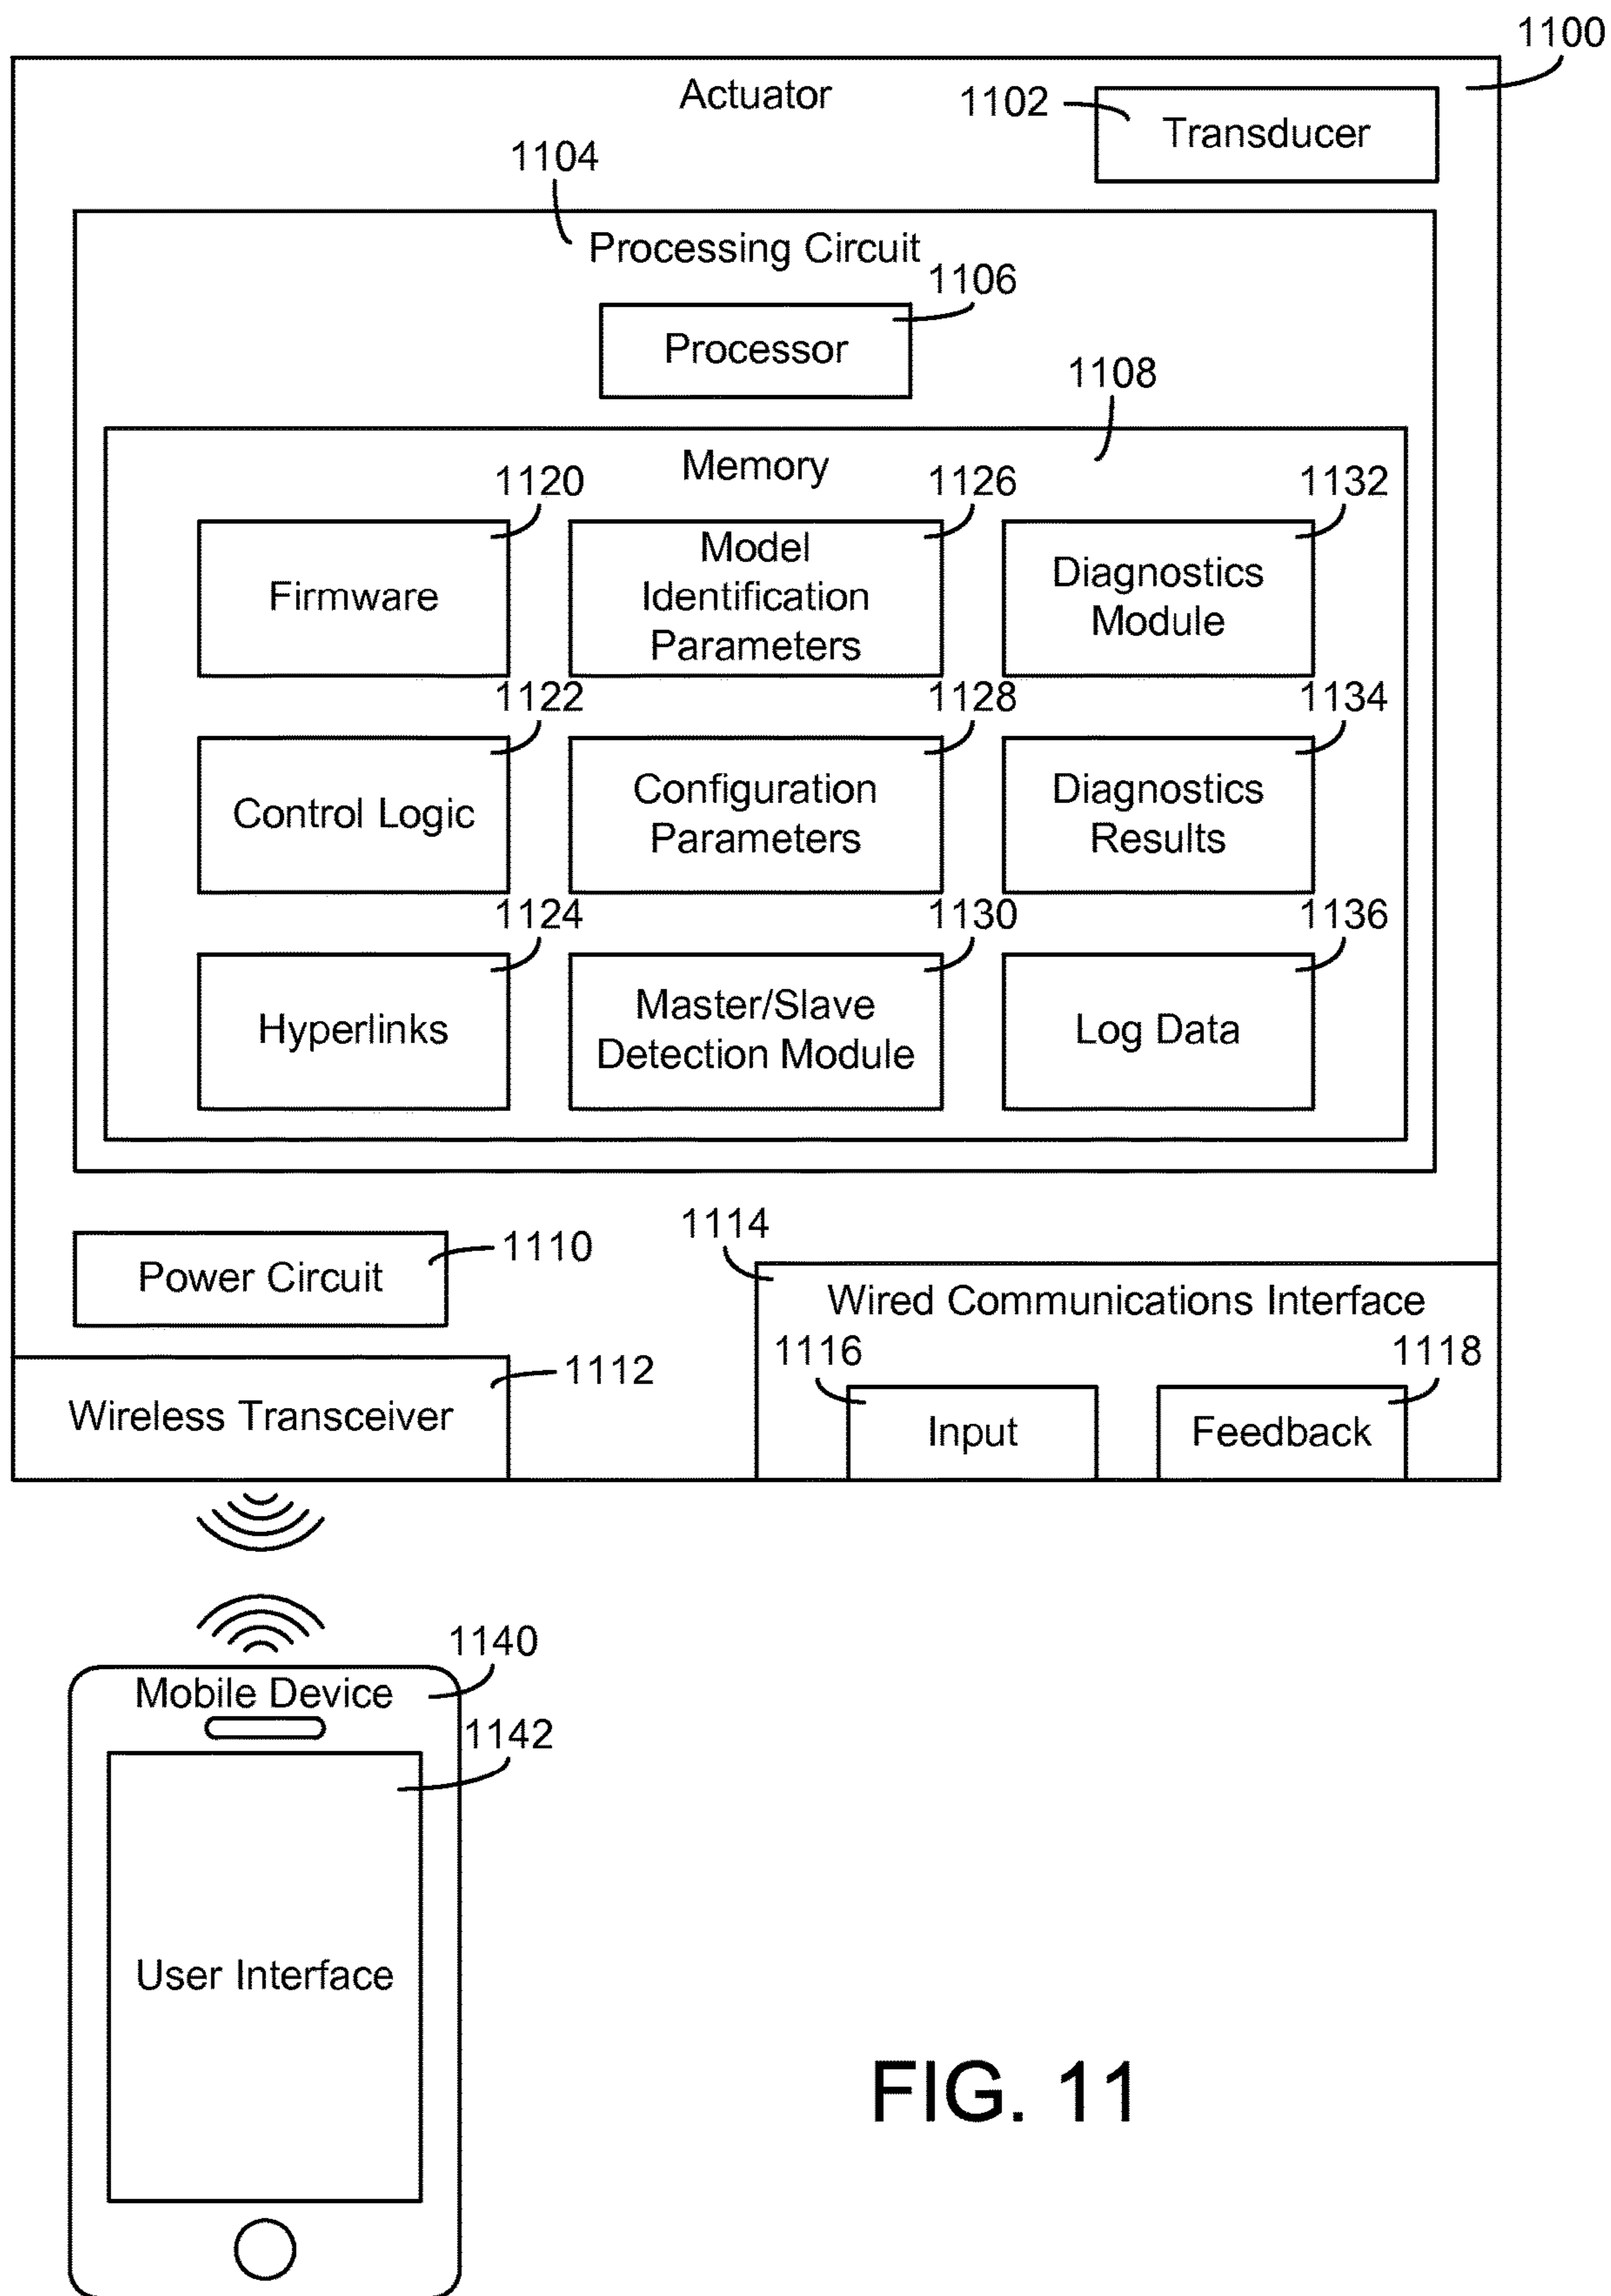 1100
Actuator
1102
Transducer
1104
Processing Circuit
1106
Processor
1108
Memory
1120
1126
1132
Firmware
Model
Identification
Parameters
Diagnostics
Module
1122
1128
1134
Control Logic
Configuration
Parameters
Diagnostics
Results
1124
1130
1136
Hyperlinks
Master/Slave
Detection Module
Log Data
Power Circuit
1110
1114
Wired Communications Interface
1112
Wireless Transceiver
1116
1118
Input
Feedback
1140
Mobile Device
1142
User Interface
FIG. 11